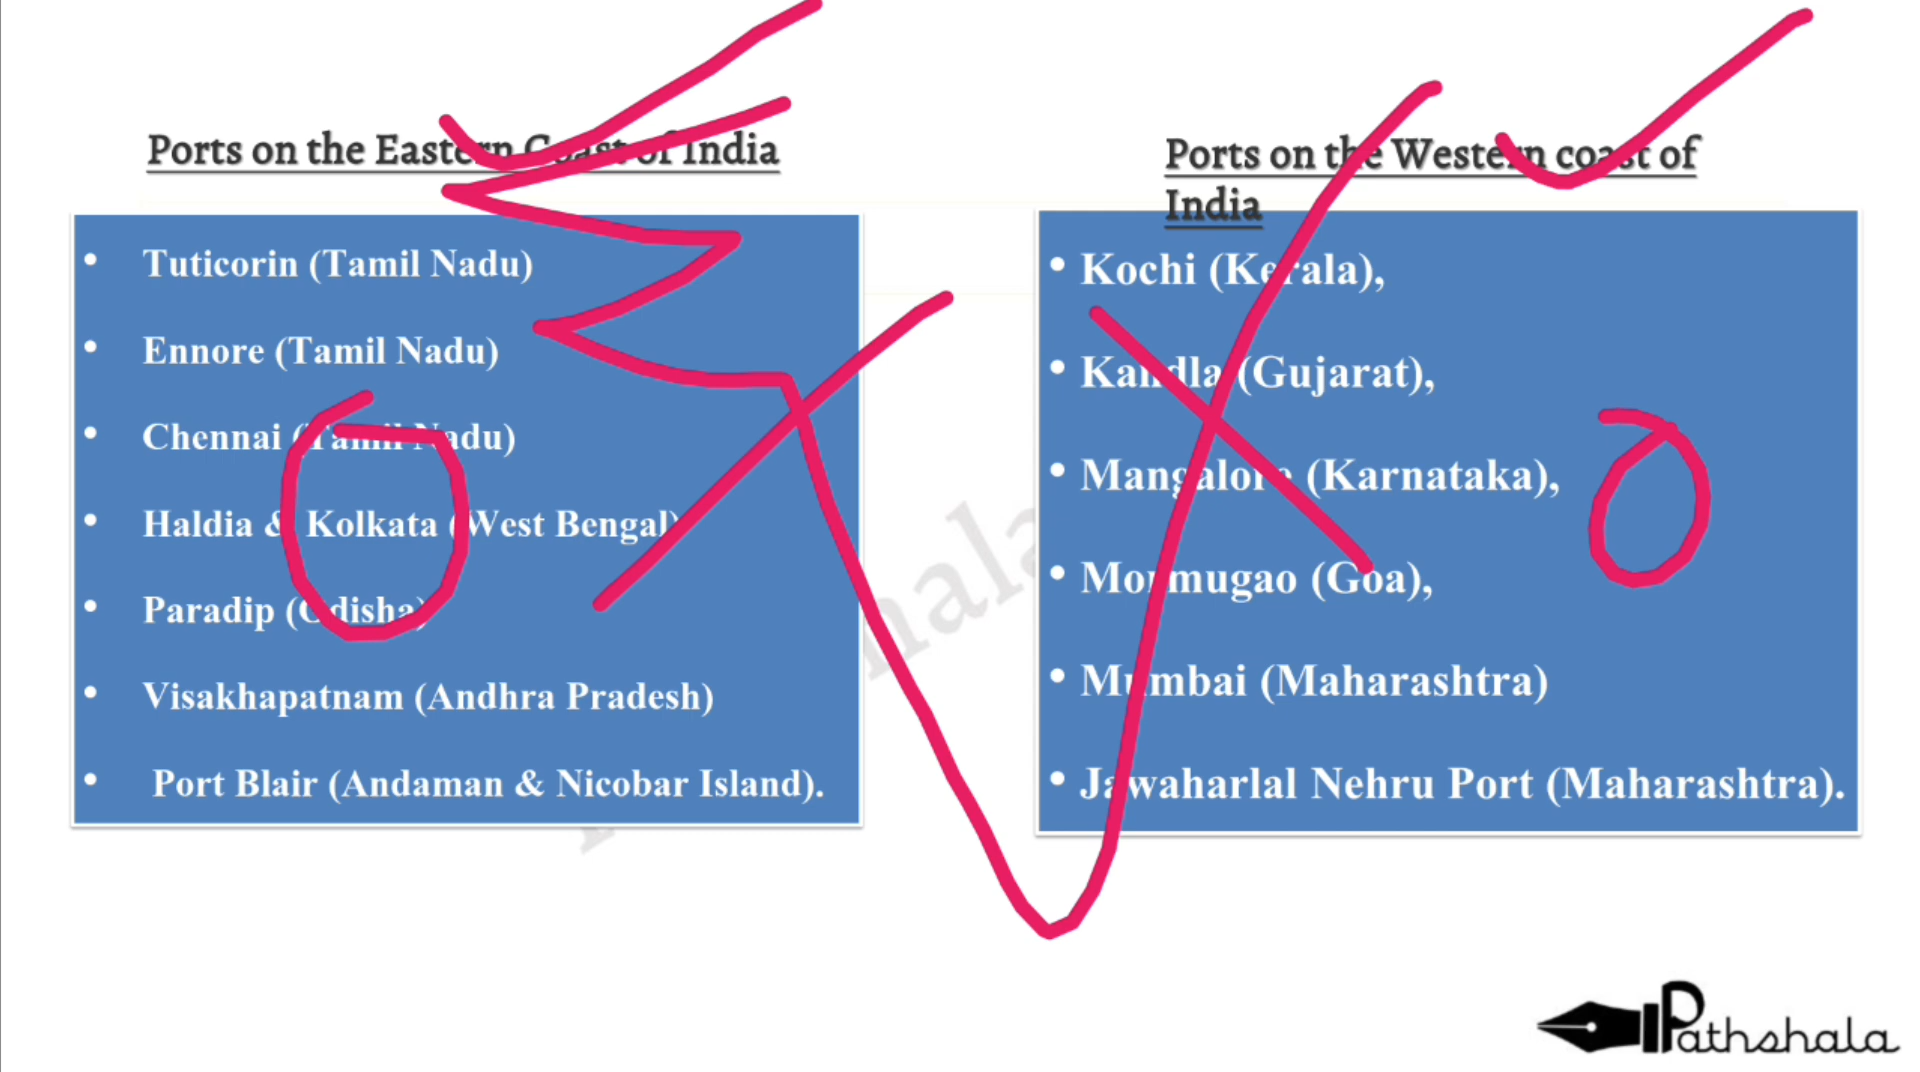 Ports on the Eastern Coast of India
• Tuticorin (Tamil Nadu)
• Ennore (Tamil Nadu)
• Chennai (Tamil Nadu)
• Haldia & Kolkata (West Bengal)
• Paradip (Odisha)
• Visakhapatnam (Andhra Pradesh)
• Port Blair (Andaman & Nicobar Island).
Ports on the Western coast of
India
• Kochi (Kerala),
• Kandla (Gujarat),
• Mangalore (Karnataka),
• Mormugao (Goa),
• Mumbai (Maharashtra)
• Jawaharlal Nehru Port (Maharashtra).
Pathshala